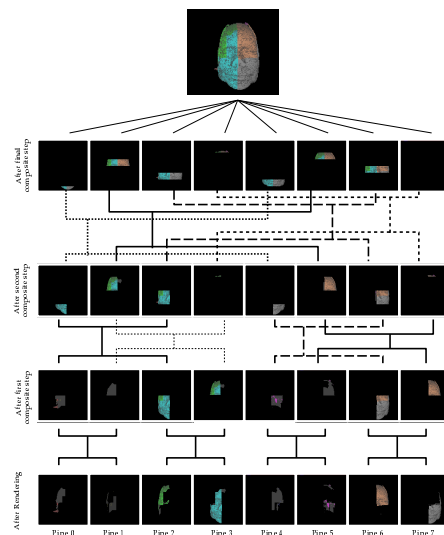 After final
composite step
After second
composite step
After first
composite step
After Rendering
Pipe 0 Pipe 1 Pipe 2 Pipe 3 Pipe 4 Pipe 5 Pipe 6 Pipe 7